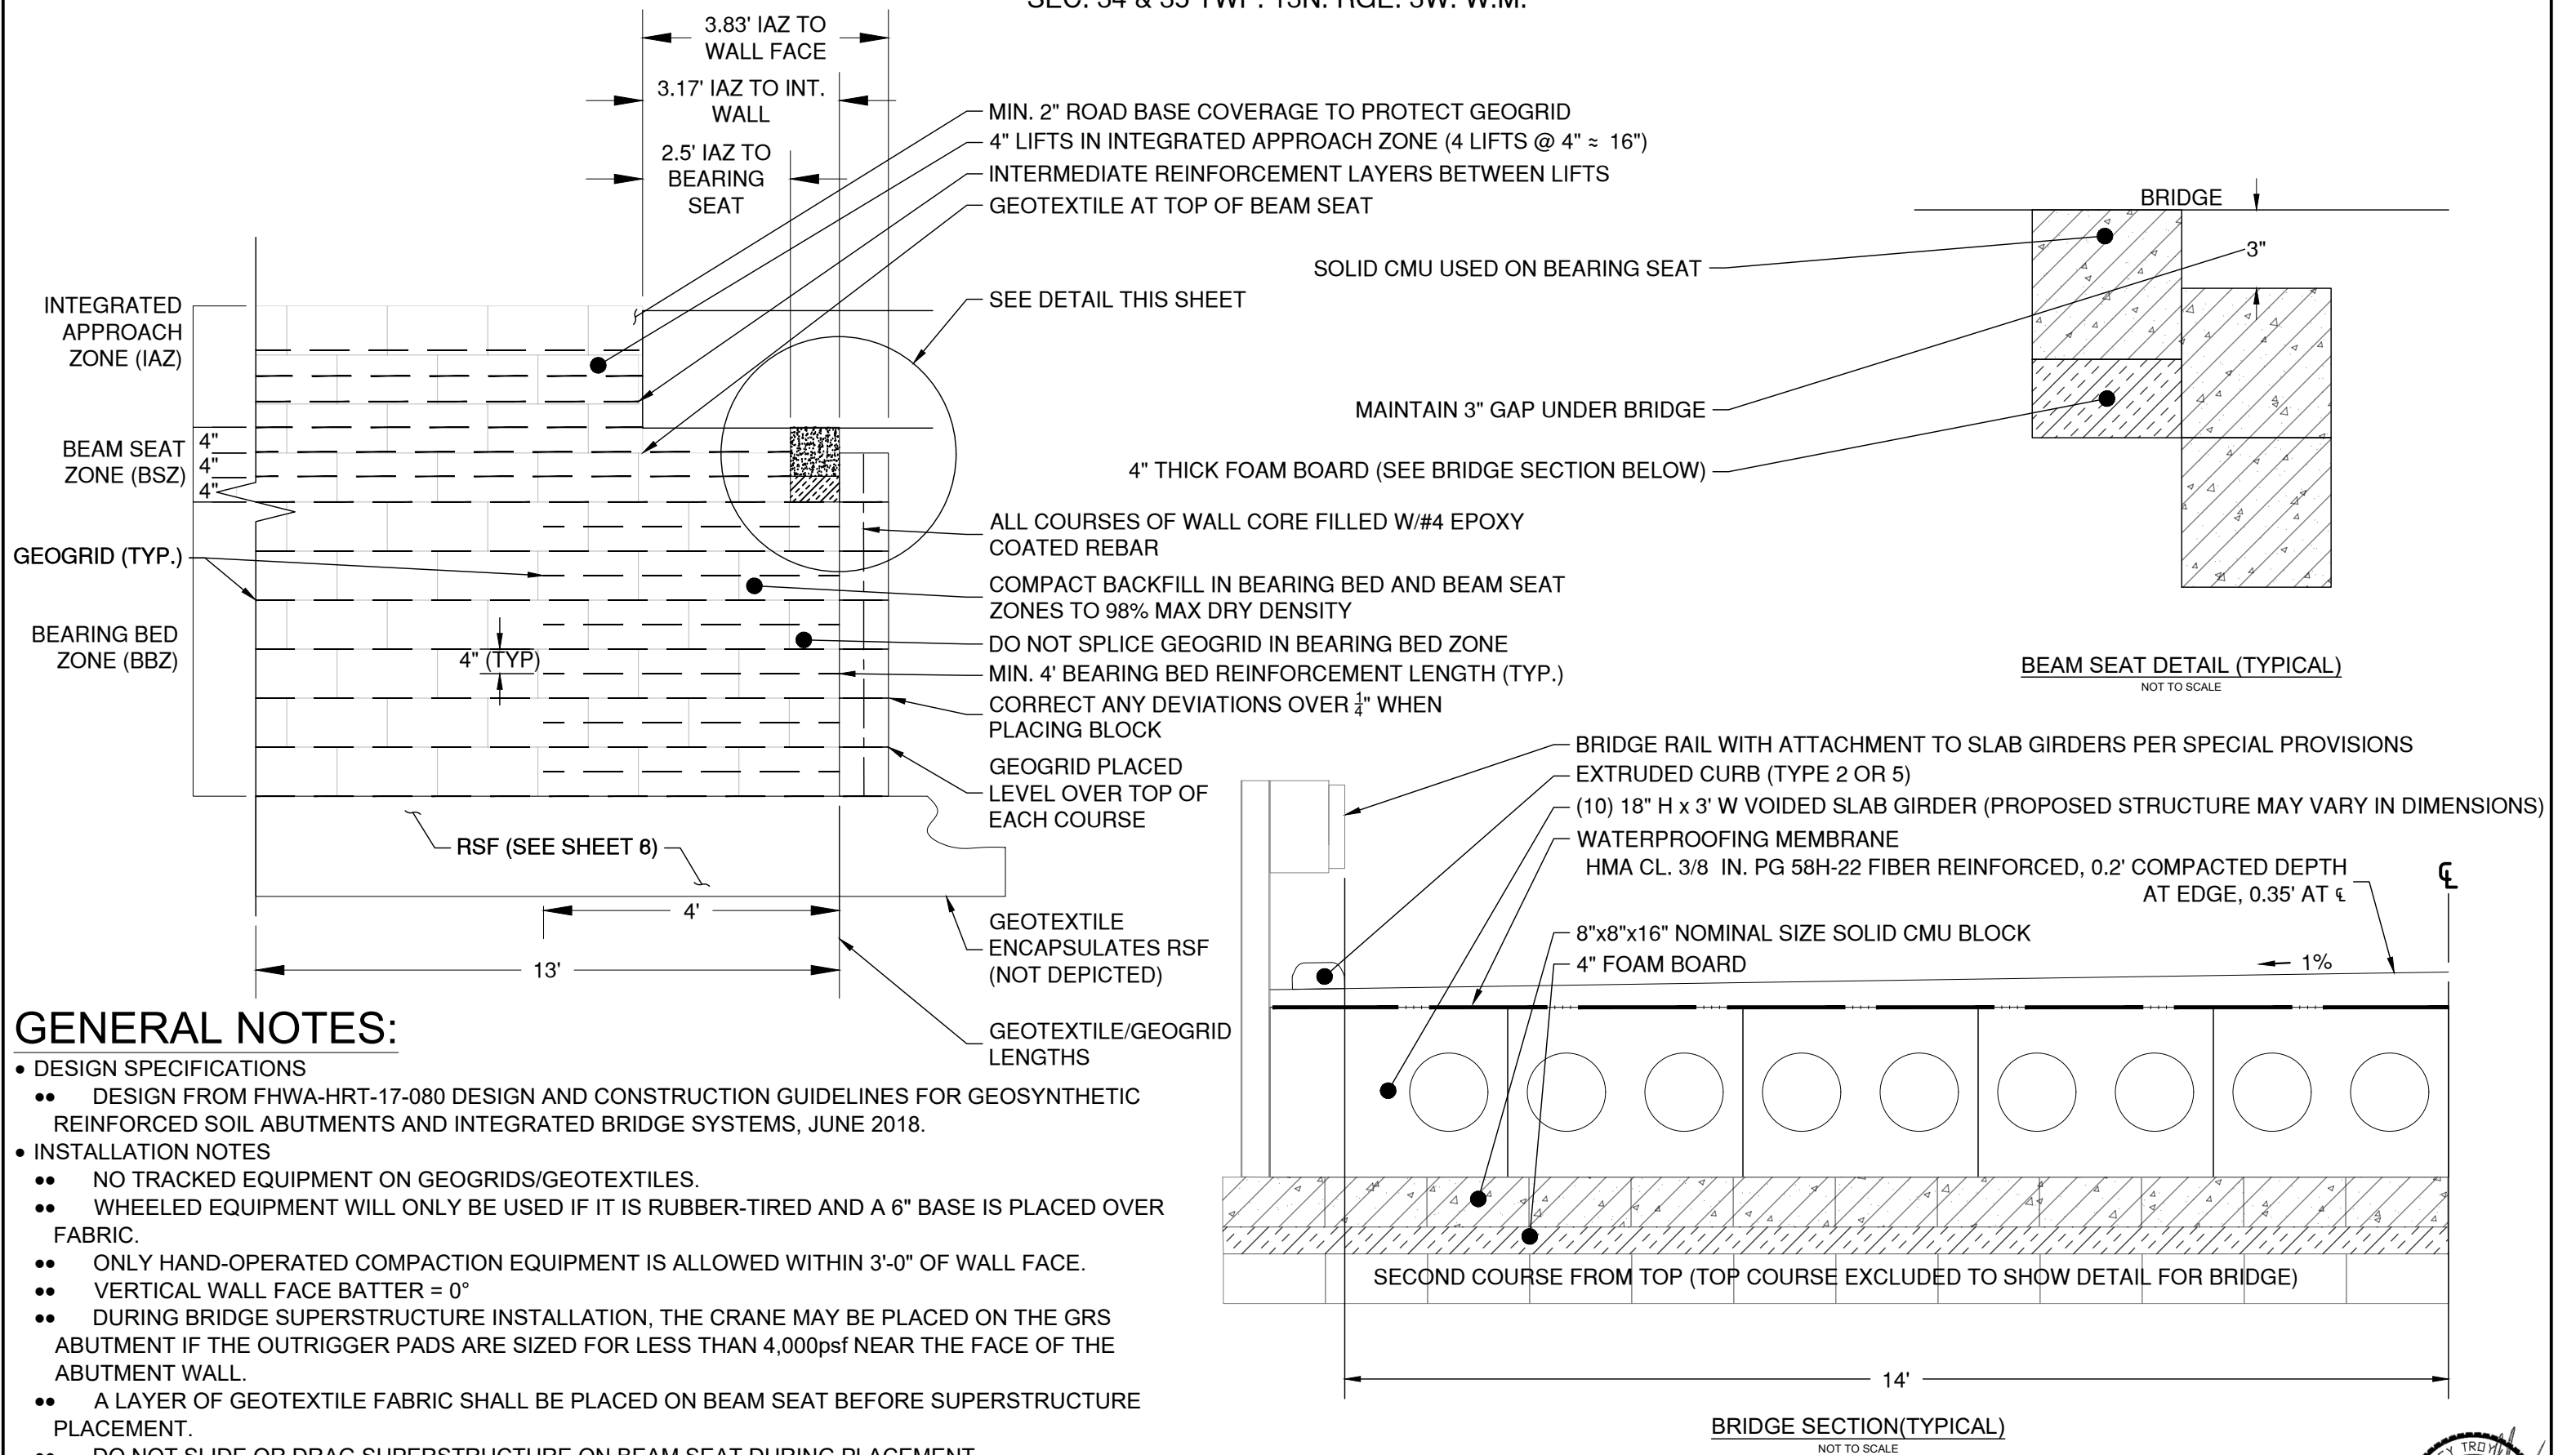 SEC. 34 & 35 TWP. 13N. RGE. 3W. W.M.
3.83' IAZ TO
WALL FACE
3.17' IAZ TO INT.
WALL
2.5' IAZ TO
BEARING
SEAT
MIN. 2" ROAD BASE COVERAGE TO PROTECT GEOGRID
4" LIFTS IN INTEGRATED APPROACH ZONE (4 LIFTS @ 4" ≈ 16")
INTERMEDIATE REINFORCEMENT LAYERS BETWEEN LIFTS
GEOTEXTILE AT TOP OF BEAM SEAT
SEE DETAIL THIS SHEET
INTEGRATED
APPROACH
ZONE (IAZ)
BEAM SEAT
ZONE (BSZ)
4"
4"
4"
GEOGRID (TYP.)
BEARING BED
ZONE (BBZ)
4" (TYP)
ALL COURSES OF WALL CORE FILLED W/#4 EPOXY
COATED REBAR
COMPACT BACKFILL IN BEARING BED AND BEAM SEAT
ZONES TO 98% MAX DRY DENSITY
DO NOT SPLICE GEOGRID IN BEARING BED ZONE
MIN. 4' BEARING BED REINFORCEMENT LENGTH (TYP.)
CORRECT ANY DEVIATIONS OVER 1/4" WHEN
PLACING BLOCK
GEOGRID PLACED
LEVEL OVER TOP OF
EACH COURSE
RSF (SEE SHEET 8)
4'
13'
GEOTEXTILE
ENCAPSULATES RSF
(NOT DEPICTED)
GEOTEXTILE/GEOGRID
LENGTHS
BRIDGE
3"
SOLID CMU USED ON BEARING SEAT
MAINTAIN 3" GAP UNDER BRIDGE
4" THICK FOAM BOARD (SEE BRIDGE SECTION BELOW)
BEAM SEAT DETAIL (TYPICAL)
NOT TO SCALE
BRIDGE RAIL WITH ATTACHMENT TO SLAB GIRDERS PER SPECIAL PROVISIONS
EXTRUDED CURB (TYPE 2 OR 5)
(10) 18" H x 3' W VOIDED SLAB GIRDER (PROPOSED STRUCTURE MAY VARY IN DIMENSIONS)
WATERPROOFING MEMBRANE
HMA CL. 3/8 IN. PG 58H-22 FIBER REINFORCED, 0.2' COMPACTED DEPTH
AT EDGE, 0.35' AT ℄
℄
8"x8"x16" NOMINAL SIZE SOLID CMU BLOCK
4" FOAM BOARD
1%
SECOND COURSE FROM TOP (TOP COURSE EXCLUDED TO SHOW DETAIL FOR BRIDGE)
14'
BRIDGE SECTION(TYPICAL)
NOT TO SCALE
GENERAL NOTES:
• DESIGN SPECIFICATIONS
•• DESIGN FROM FHWA-HRT-17-080 DESIGN AND CONSTRUCTION GUIDELINES FOR GEOSYNTHETIC
REINFORCED SOIL ABUTMENTS AND INTEGRATED BRIDGE SYSTEMS, JUNE 2018.
• INSTALLATION NOTES
•• NO TRACKED EQUIPMENT ON GEOGRIDS/GEOTEXTILES.
•• WHEELED EQUIPMENT WILL ONLY BE USED IF IT IS RUBBER-TIRED AND A 6" BASE IS PLACED OVER
FABRIC.
•• ONLY HAND-OPERATED COMPACTION EQUIPMENT IS ALLOWED WITHIN 3'-0" OF WALL FACE.
•• VERTICAL WALL FACE BATTER = 0°
•• DURING BRIDGE SUPERSTRUCTURE INSTALLATION, THE CRANE MAY BE PLACED ON THE GRS
ABUTMENT IF THE OUTRIGGER PADS ARE SIZED FOR LESS THAN 4,000psf NEAR THE FACE OF THE
ABUTMENT WALL.
•• A LAYER OF GEOTEXTILE FABRIC SHALL BE PLACED ON BEAM SEAT BEFORE SUPERSTRUCTURE
PLACEMENT.
•• DO NOT SLIDE OR DRAG SUPERSTRUCTURE ON BEAM SEAT DURING PLACEMENT